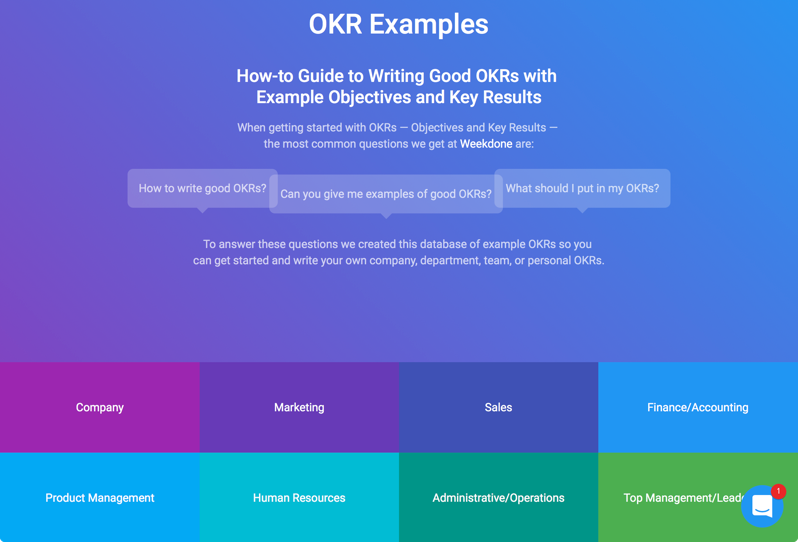 OKR Examples
How-to Guide to Writing Good OKRs with
Example Objectives and Key Results
When getting started with OKRs — Objectives and Key Results —
the most common questions we get at Weekdone are:
How to write good OKRs?
Can you give me examples of good OKRs?
What should I put in my OKRs?
To answer these questions we created this database of example OKRs so you
can get started and write your own company, department, team, or personal OKRs.
Company
Marketing
Sales
Finance/Accounting
Product Management
Human Resources
Administrative/Operations
Top Management/
1